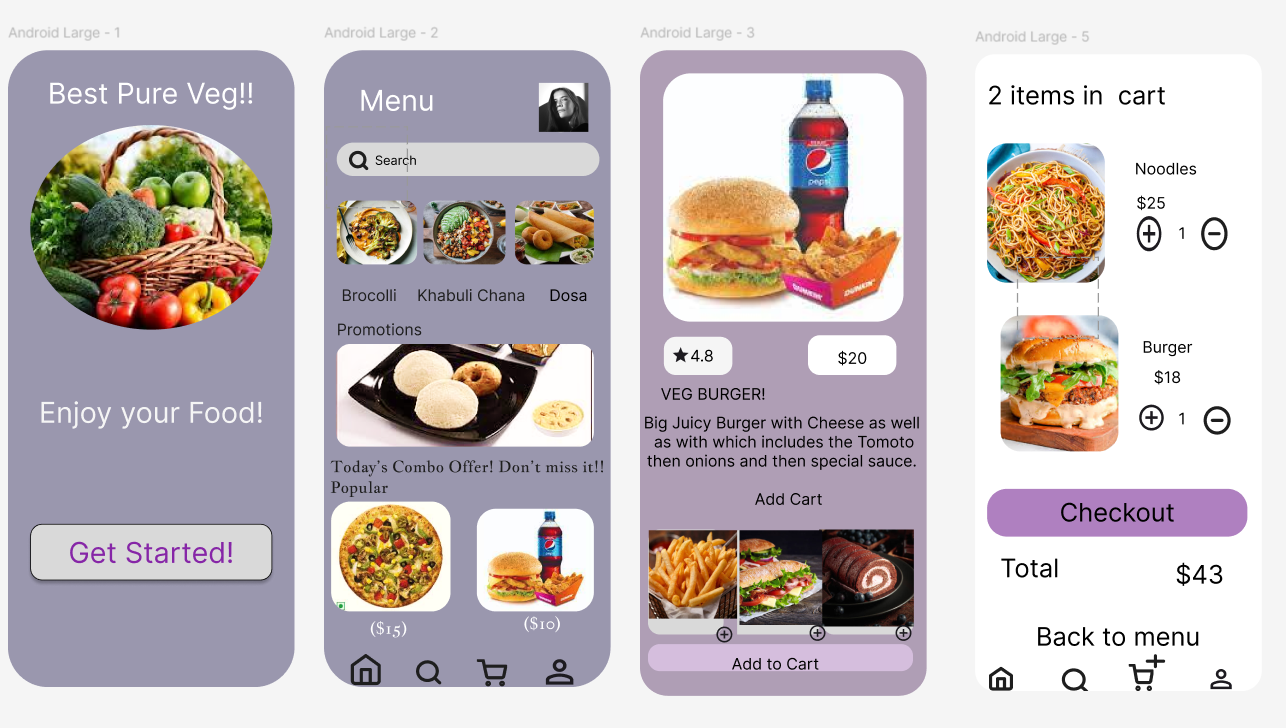 Android Large - 1
Best Pure Veg!!
Enjoy your Food!
Get Started!
Android Large - 2
Menu
Search
Brocolli
Khabuli Chana
Dosa
Promotions
Today's Combo Offer! Don't miss it!!
Popular
($15)
($10)
Android Large - 3
pepsi
DUNKIN'
DUNKIN'
4.8
$20
VEG BURGER!
Big Juicy Burger with Cheese as well
as with which includes the Tomoto
then onions and then special sauce.
Add Cart
Add to Cart
Android Large - 5
2 items in cart
Noodles
$25
1
Burger
$18
1
Checkout
Total
$43
Back to menu